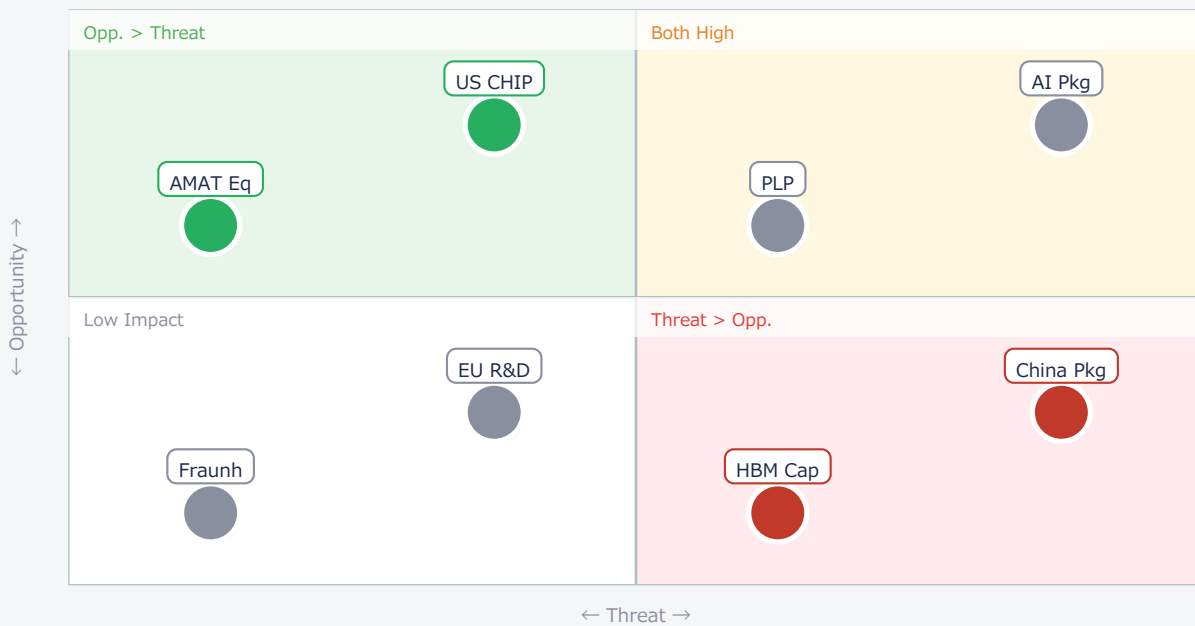 Opp. > Threat
Both High
US CHIP
AI Pkg
AMAT Eq
PLP
← Opportunity →
Low Impact
Threat > Opp.
EU R&D
China Pkg
Fraunh
HBM Cap
← Threat →